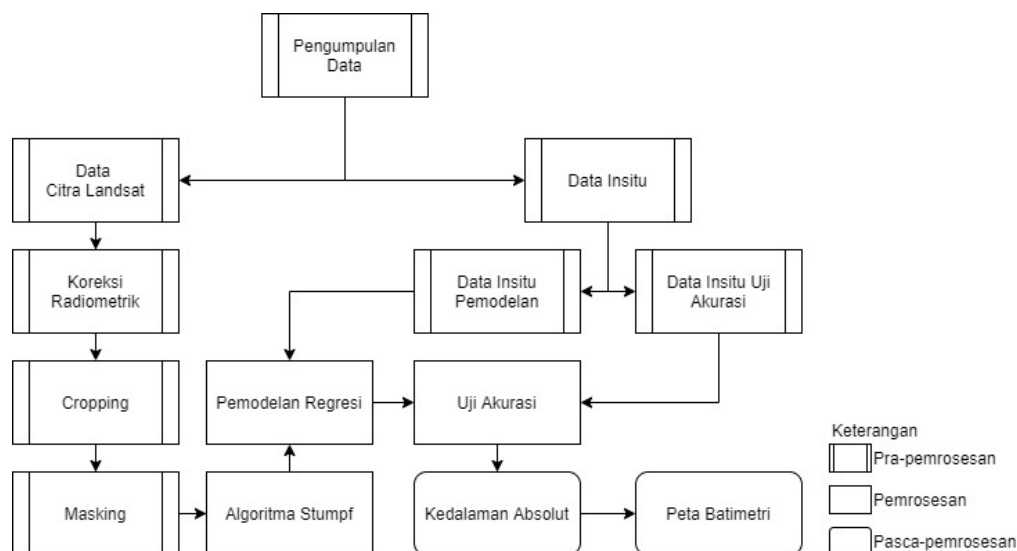 Pengumpulan
Data
Data
Citra Landsat
Data Insitu
Koreksi
Radiometrik
Data Insitu
Pemodelan
Data Insitu Uji
Akurasi
Cropping
Pemodelan Regresi
Uji Akurasi
Keterangan
Pra-pemrosesan
Masking
Algoritma Stumpf
Kedalaman Absolut
Peta Batimetri
Pemrosesan
Pasca-pemrosesan